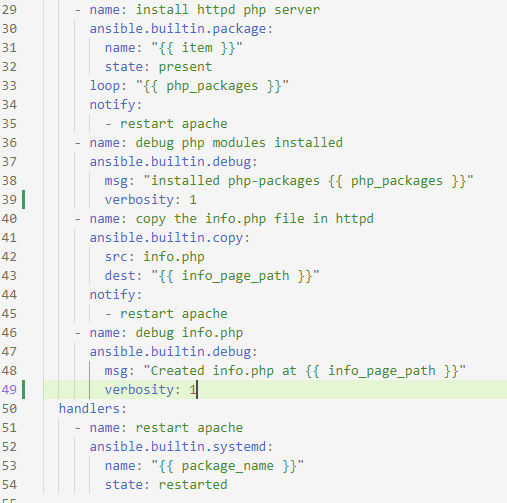 29 - name: install httpd php server
30 ansible.builtin.package:
31 name: "{{ item }}"
32 state: present
33 loop: "{{ php_packages }}"
34 notify:
35 - restart apache
36 - name: debug php modules installed
37 ansible.builtin.debug:
38 msg: "installed php-packages {{ php_packages }}"
39 verbosity: 1
40 - name: copy the info.php file in httpd
41 ansible.builtin.copy:
42 src: info.php
43 dest: "{{ info_page_path }}"
44 notify:
45 - restart apache
46 - name: debug info.php
47 ansible.builtin.debug:
48 msg: "Created info.php at {{ info_page_path }}"
49 verbosity: 1
50 handlers:
51 - name: restart apache
52 ansible.builtin.systemd:
53 name: "{{ package_name }}"
54 state: restarted